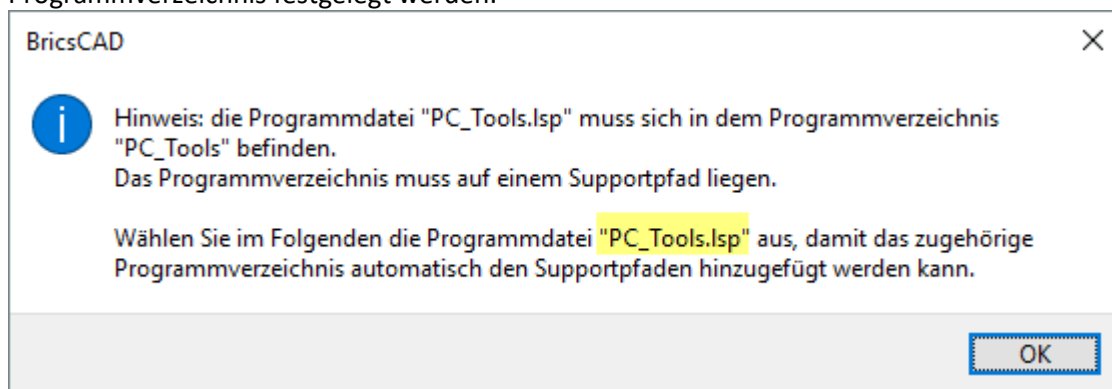 Programmverzeichnis festgelegt werden.
BricsCAD
Hinweis: die Programmdatei "PC_Tools.lsp" muss sich in dem Programmverzeichnis
"PC_Tools" befinden.
Das Programmverzeichnis muss auf einem Supportpfad liegen.
Wählen Sie im Folgenden die Programmdatei "PC_Tools.lsp" aus, damit das zugehörige
Programmverzeichnis automatisch den Supportpfaden hinzugefügt werden kann.
OK